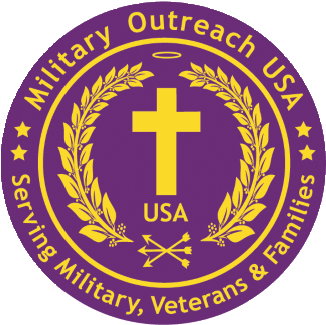 Military Outreach USA
USA
Serving Military, Veterans & Families